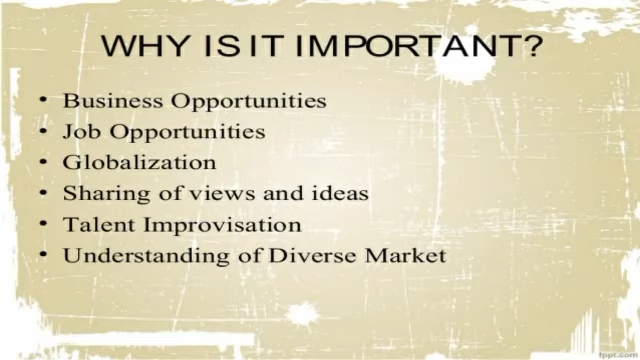 WHY IS IT IMPORTANT?
• Business Opportunities
• Job Opportunities
• Globalization
• Sharing of views and ideas
• Talent Improvisation
• Understanding of Diverse Market
fppt.com